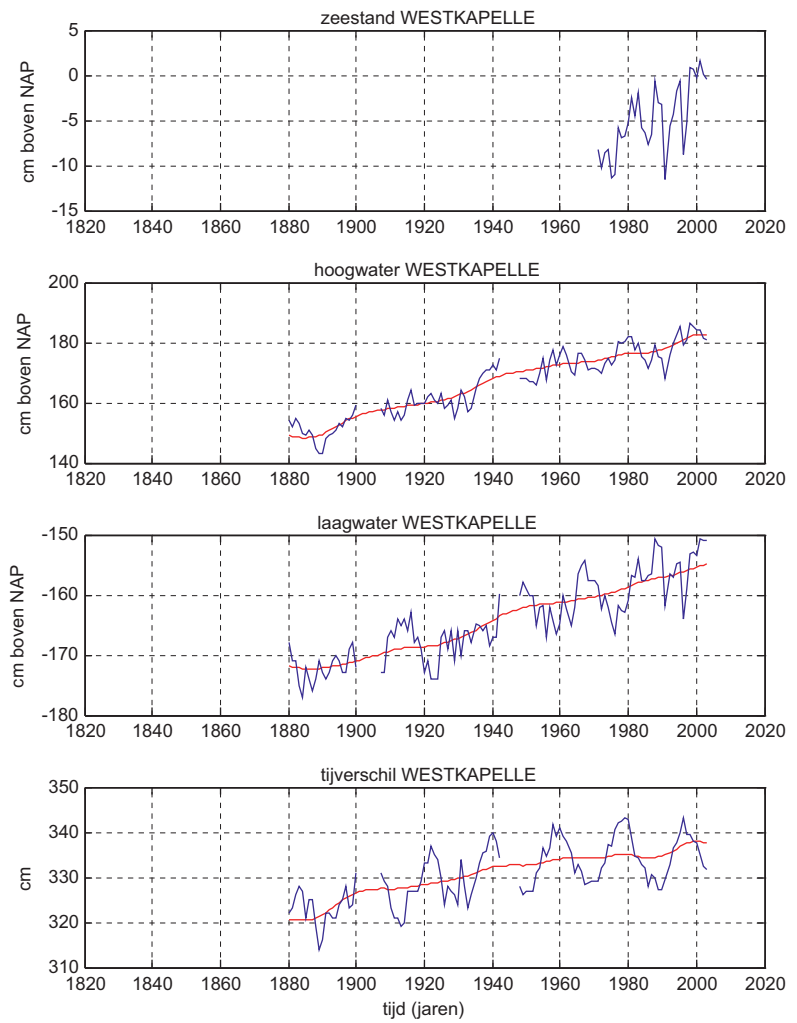 zeestand WESTKAPELLE
5
0
-5
-10
-15
cm boven NAP
1820 1840 1860 1880 1900 1920 1940 1960 1980 2000 2020
hoogwater WESTKAPELLE
200
180
160
140
cm boven NAP
1820 1840 1860 1880 1900 1920 1940 1960 1980 2000 2020
laagwater WESTKAPELLE
-150
-160
-170
-180
cm boven NAP
1820 1840 1860 1880 1900 1920 1940 1960 1980 2000 2020
tijverschil WESTKAPELLE
350
340
330
320
310
cm
1820 1840 1860 1880 1900 1920 1940 1960 1980 2000 2020
tijd (jaren)